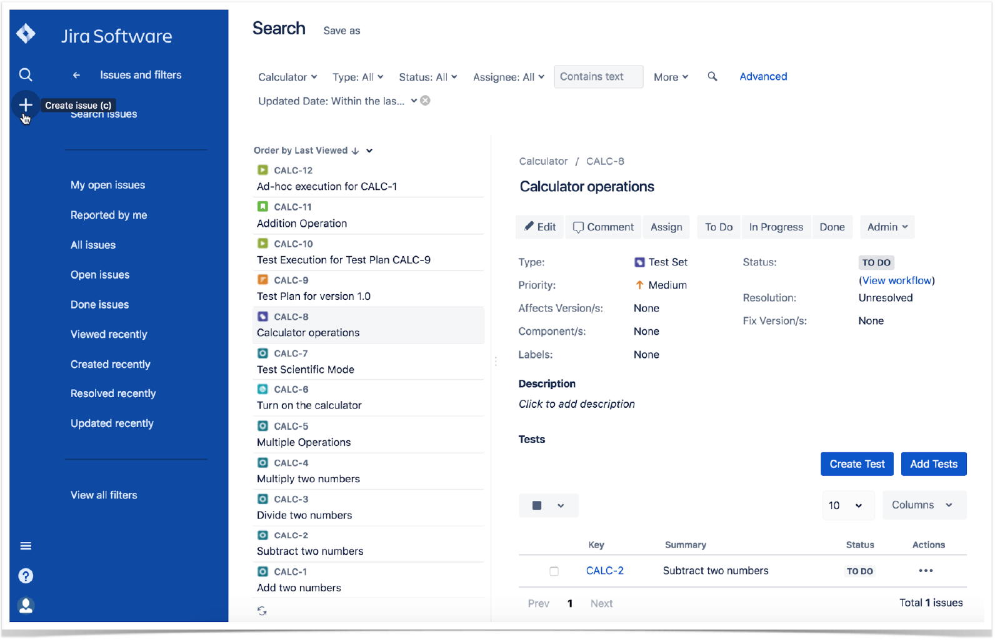 Jira Software
Issues and filters
Create issue (c)
Search issues
My open issues
Reported by me
All issues
Open issues
Done issues
Viewed recently
Created recently
Resolved recently
Updated recently
View all filters
?
Search Save as
Calculator Type: All Status: All Assignee: All Contains text More Advanced
Updated Date: Within the las...
Order by Last Viewed
CALC-12
Ad-hoc execution for CALC-1
CALC-11
Addition Operation
CALC-10
Test Execution for Test Plan CALC-9
CALC-9
Test Plan for version 1.0
CALC-8
Calculator operations
CALC-7
Test Scientific Mode
CALC-6
Turn on the calculator
CALC-5
Multiple Operations
CALC-4
Multiply two numbers
CALC-3
Divide two numbers
CALC-2
Subtract two numbers
CALC-1
Add two numbers
Calculator / CALC-8
Calculator operations
Edit Comment Assign To Do In Progress Done Admin
Type: Test Set
Priority: Medium
Affects Version/s: None
Component/s: None
Labels: None
Status: TO DO
(View workflow)
Resolution: Unresolved
Fix Version/s: None
Description
Click to add description
Tests
Create Test Add Tests
10 Columns
Key Summary Status Actions
CALC-2 Subtract two numbers TO DO •••
Prev 1 Next Total 1 issues